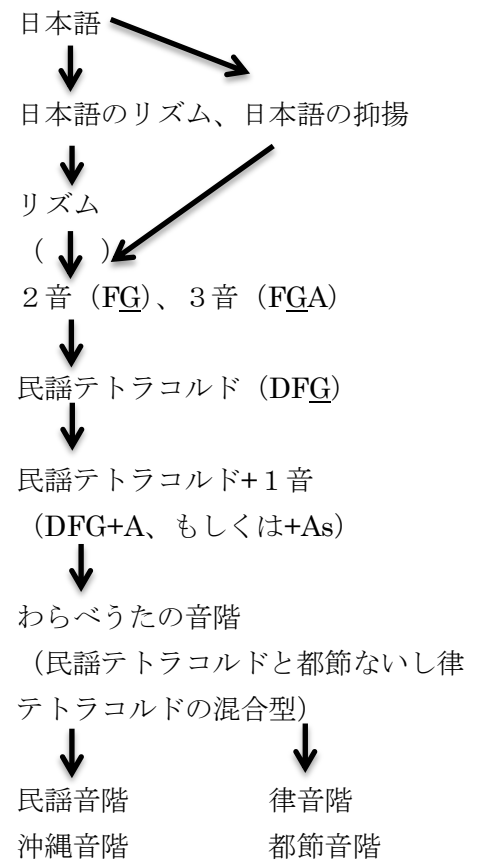 日本語
日本語のリズム、日本語の抑揚
リズム
（　）
２音（FG）、３音（FGA）
民謡テトラコルド（DFG）
民謡テトラコルド+１音
（DFG+A、もしくは+As）
わらべうたの音階
（民謡テトラコルドと都節ないし律
テトラコルドの混合型）
民謡音階　律音階
沖縄音階　都節音階